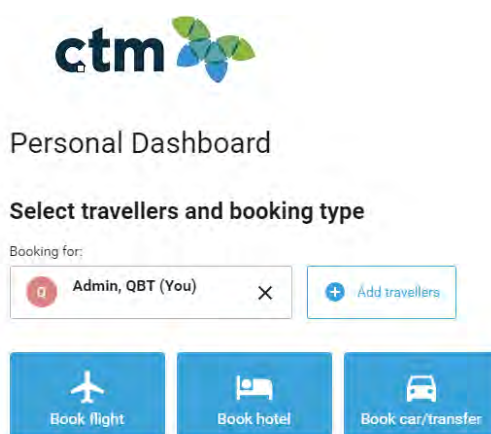 ctm
Personal Dashboard
Select travellers and booking type
Booking for:
Q Admin, QBT (You)
Add travellers
Book flight Book hotel Book car/transfer